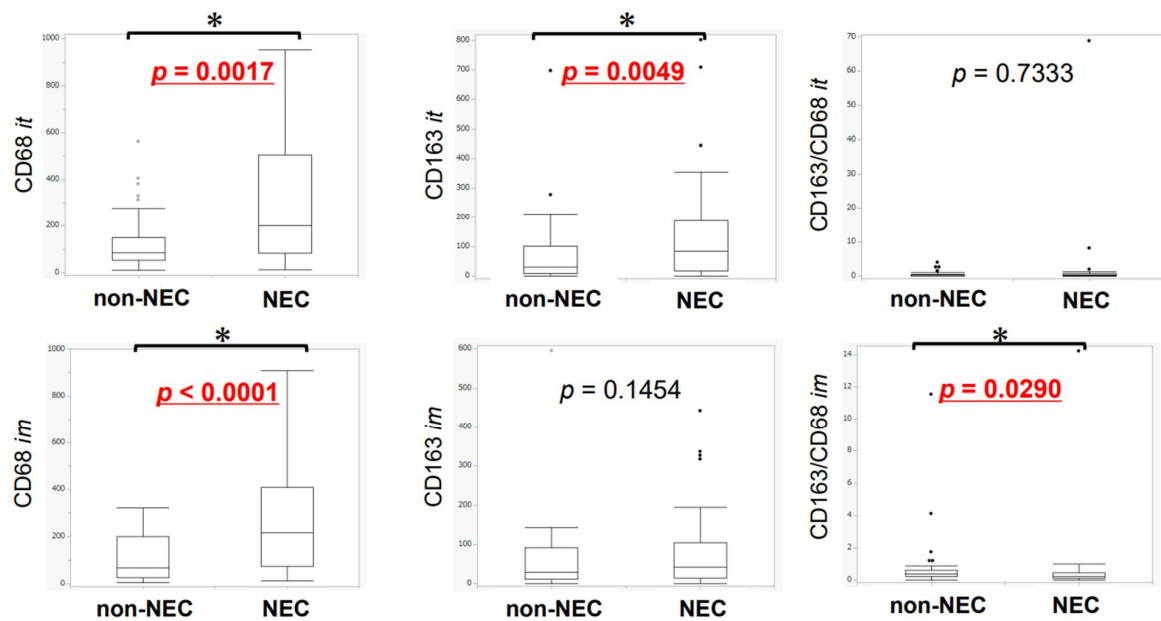 *
*
1000
800
600
400
200
0
CD68 it
p = 0.0017
non-NEC
NEC
800
700
600
500
400
300
200
100
0
CD163 it
p = 0.0049
non-NEC
NEC
70
60
50
40
30
20
10
0
CD163/CD68 it
p = 0.7333
non-NEC
NEC
*
1000
800
600
400
200
0
CD68 im
p < 0.0001
non-NEC
NEC
600
500
400
300
200
100
0
CD163 im
p = 0.1454
non-NEC
NEC
*
14
12
10
8
6
4
2
0
CD163/CD68 im
p = 0.0290
non-NEC
NEC